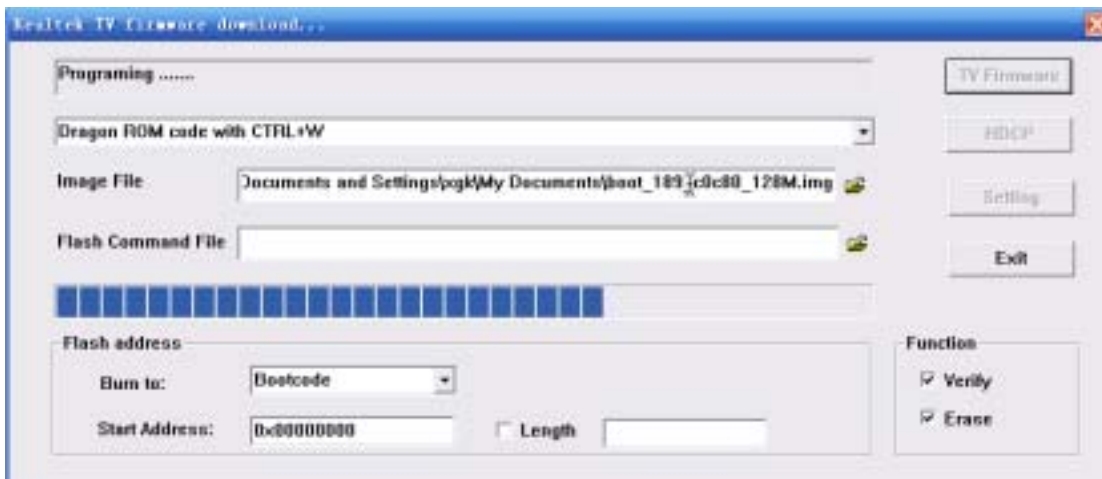 Realtek TV firmware download...
Programing .......
TV Firmware
Dragon ROM code with CTRL+W
HDCP
Image File
Documents and Settings\pgk\My Documents\boot_189 c0c80_128M.img
Setting
Flash Command File
Exit
Flash address
Function
Burn to:
Bootcode
Verify
Start Address:
0x00000000
Length
Erase